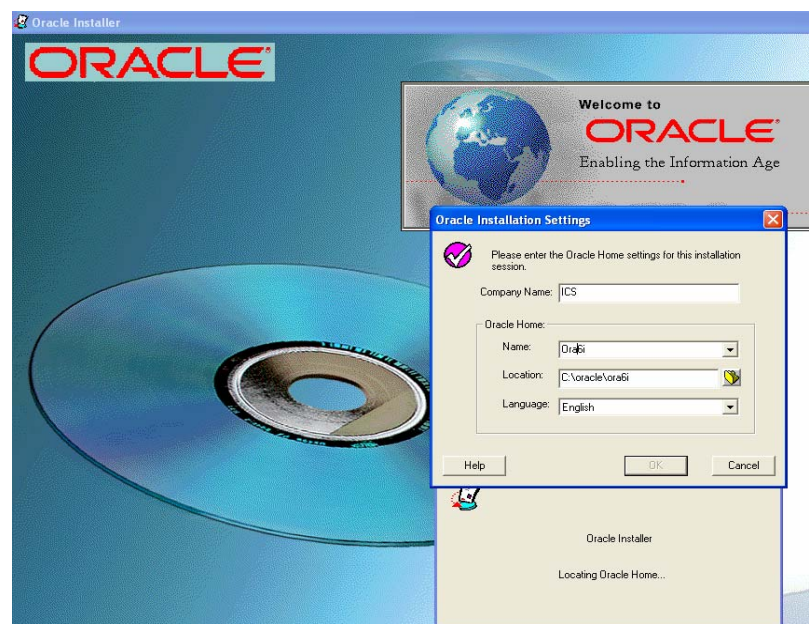 Oracle Installer
ORACLE®
Welcome to
ORACLE®
Enabling the Information Age
Oracle Installation Settings
Please enter the Oracle Home settings for this installation
session.
Company Name: ICS
Oracle Home:
Name: Ora6i
Location: C:\oracle\ora6i
Language: English
Help OK Cancel
Oracle Installer
Locating Oracle Home...